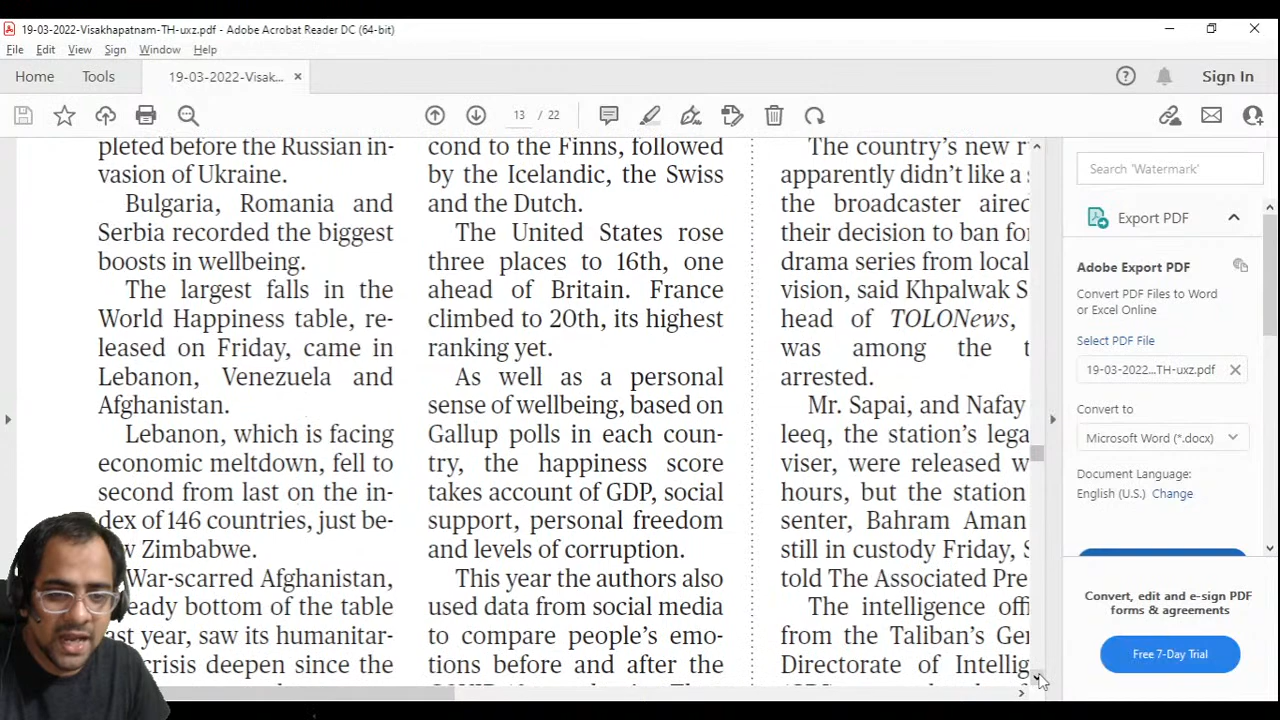 19-03-2022-Visakhapatnam-TH-uxz.pdf - Adobe Acrobat Reader DC (64-bit)
File Edit View Sign Window Help
Home Tools 19-03-2022-Visak... × Sign In
13 / 22
pleted before the Russian in-
vasion of Ukraine.
Bulgaria, Romania and
Serbia recorded the biggest
boosts in wellbeing.
The largest falls in the
World Happiness table, re-
leased on Friday, came in
Lebanon, Venezuela and
Afghanistan.
Lebanon, which is facing
economic meltdown, fell to
second from last on the in-
dex of 146 countries, just be-
Zimbabwe.
War-scarred Afghanistan,
bottom of the table
year, saw its humanitar-
crisis deepen since the
cond to the Finns, followed
by the Icelandic, the Swiss
and the Dutch.
The United States rose
three places to 16th, one
ahead of Britain. France
climbed to 20th, its highest
ranking yet.
As well as a personal
sense of wellbeing, based on
Gallup polls in each coun-
try, the happiness score
takes account of GDP, social
support, personal freedom
and levels of corruption.
This year the authors also
used data from social media
to compare people's emo-
tions before and after the
The country's new r
apparently didn't like a
the broadcaster aired
their decision to ban fo
drama series from local
vision, said Khpalwak S
head of TOLONews,
was among the t
arrested.
Mr. Sapai, and Nafay
leeq, the station's lega
viser, were released w
hours, but the station
senter, Bahram Aman
still in custody Friday, S
told The Associated Pre
The intelligence offi
from the Taliban's Ge
Directorate of Intellig
Search 'Watermark'
Export PDF
Adobe Export PDF
Convert PDF Files to Word
or Excel Online
Select PDF File
19-03-2022...TH-uxz.pdf ×
Convert to
Microsoft Word (*.docx)
Document Language:
English (U.S.) Change
Convert, edit and e-sign PDF
forms & agreements
Free 7-Day Trial